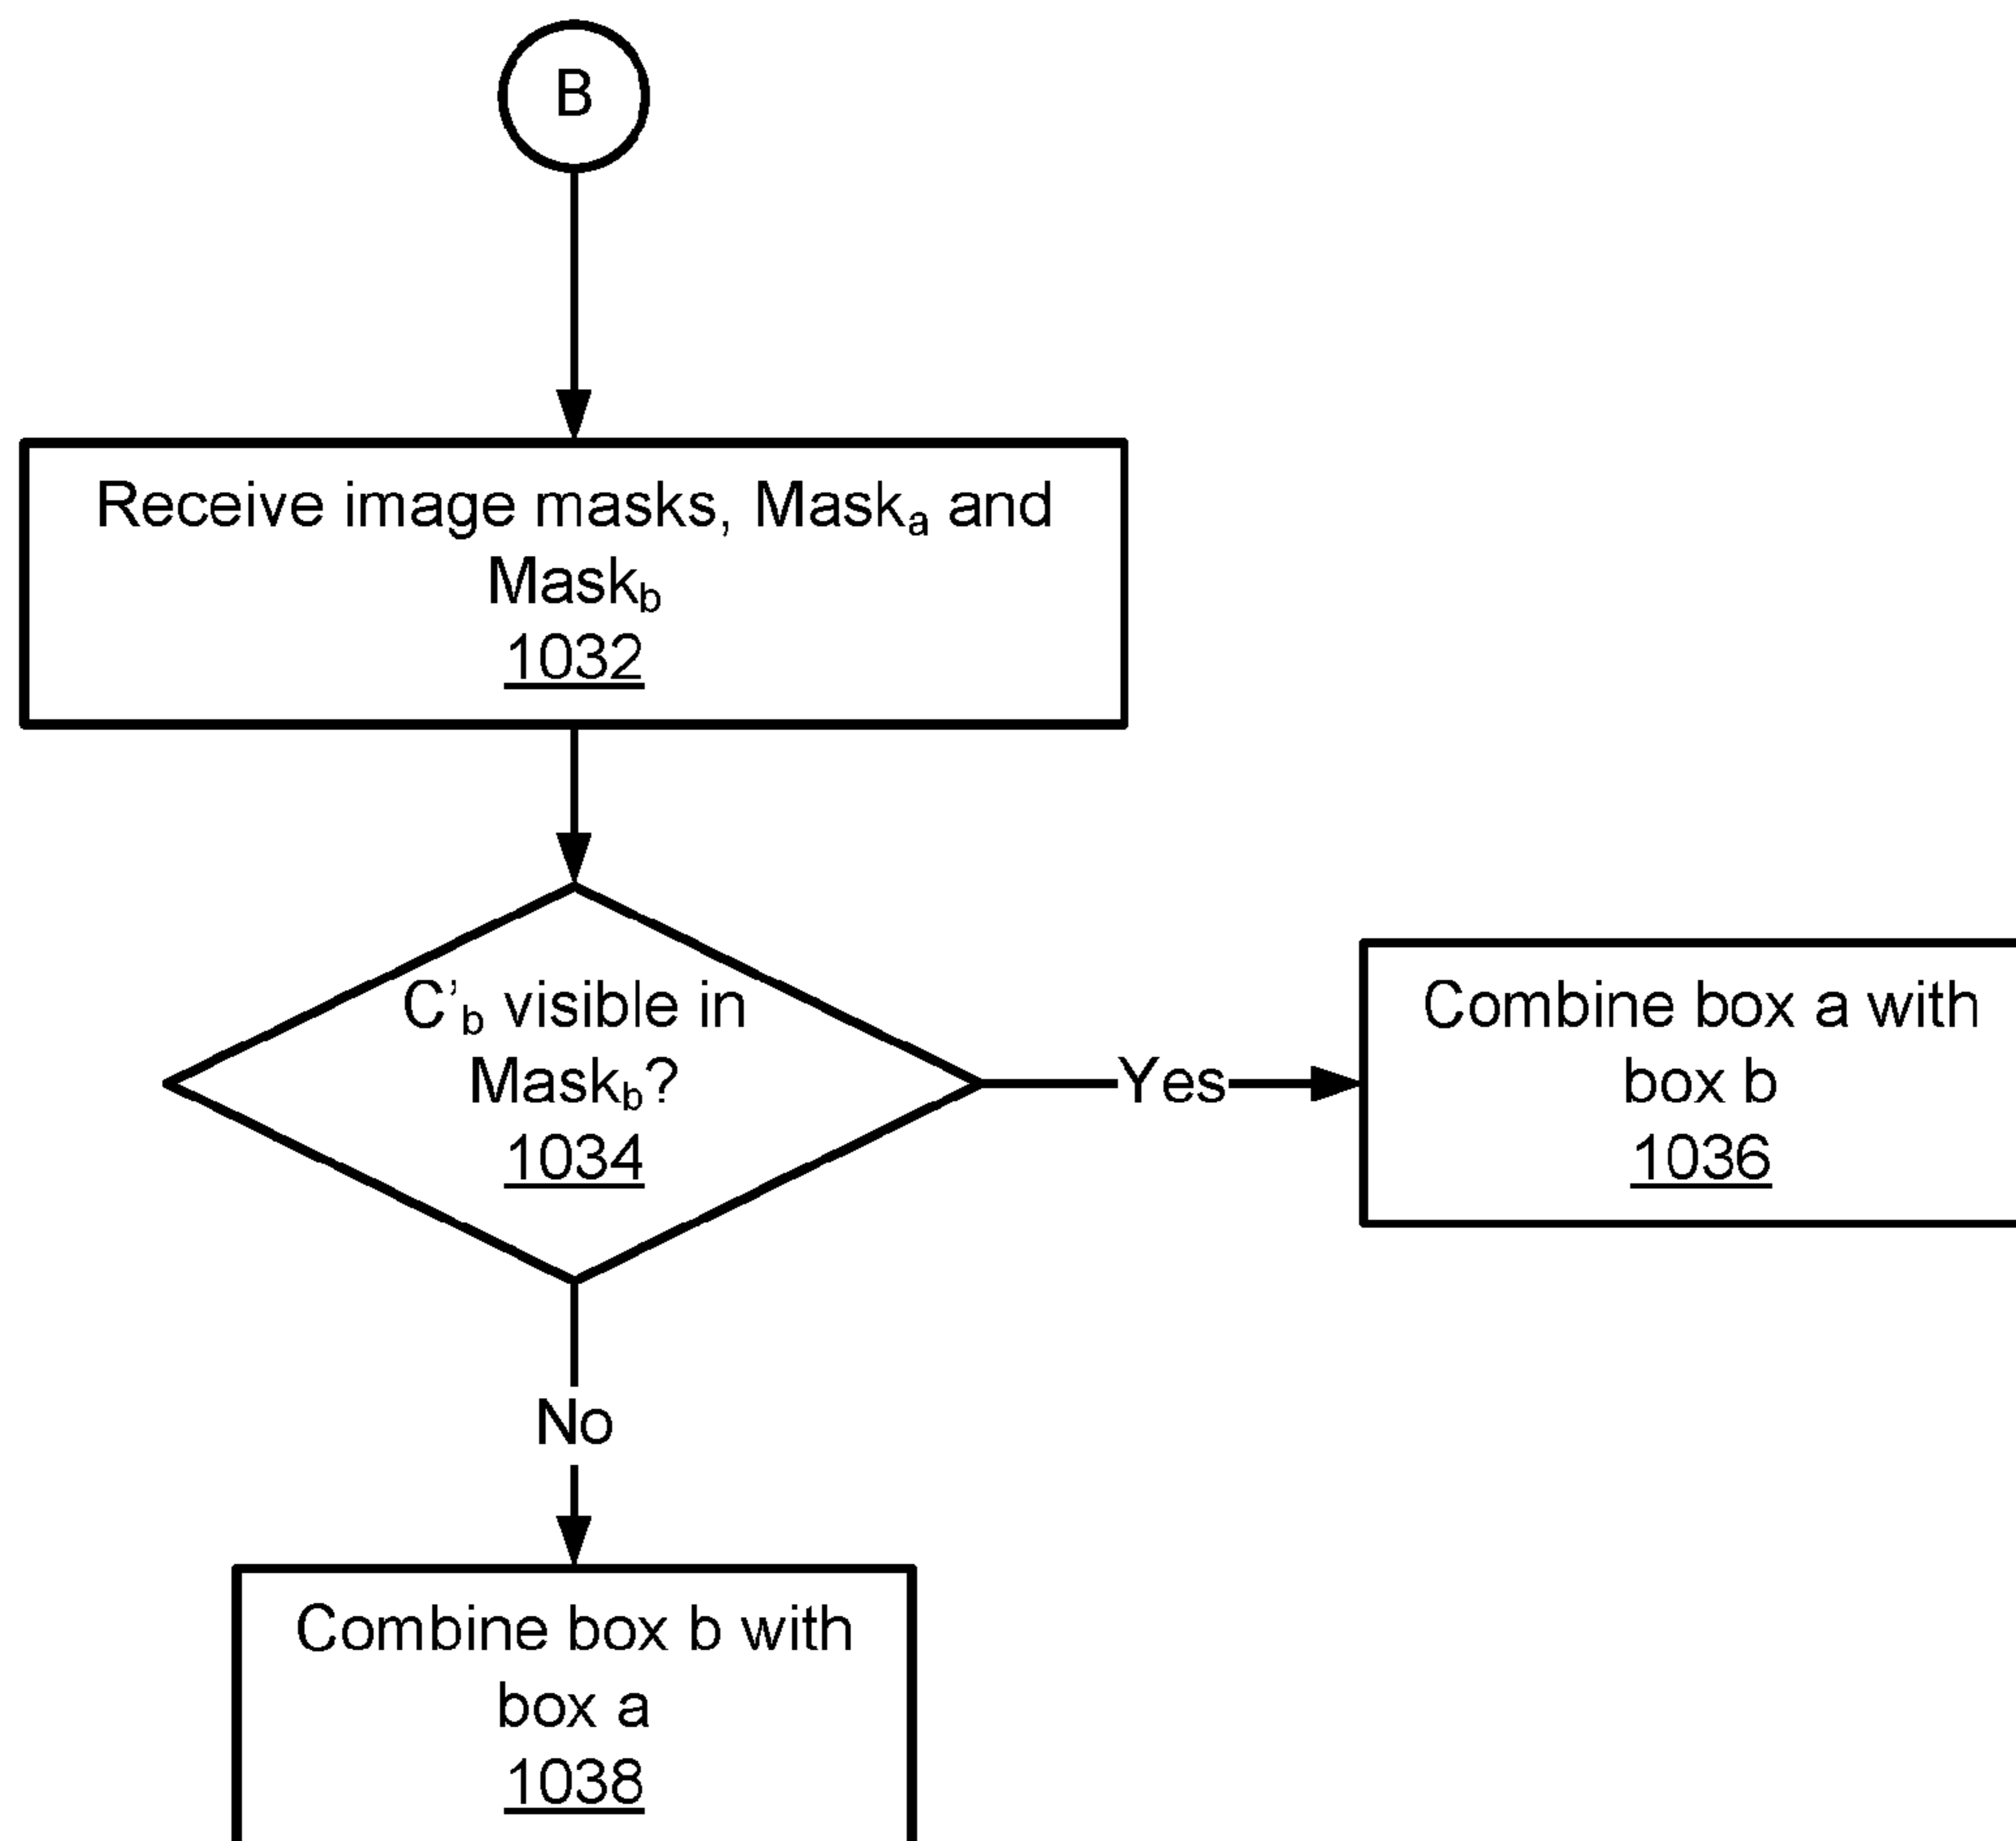 B
Receive image masks, Maskₐ and
Mask_b
1032
C’_b visible in
Mask_b?
1034
Yes
Combine box a with
box b
1036
No
Combine box b with
box a
1038